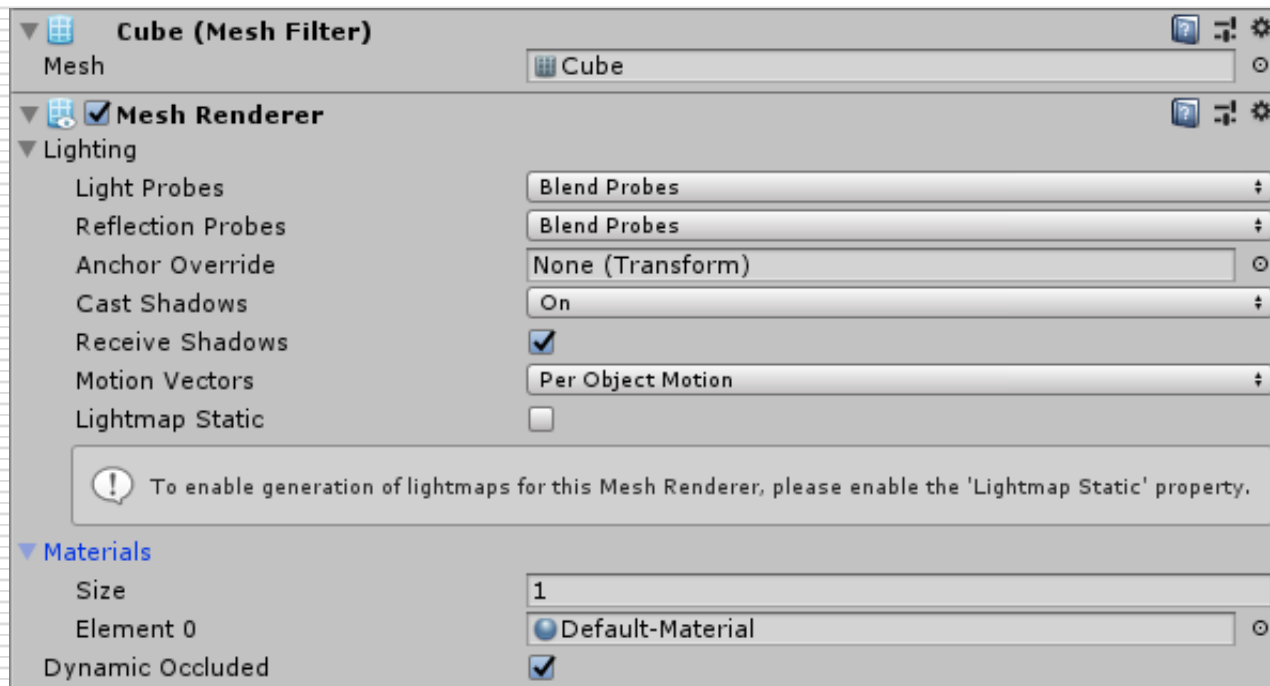 Cube (Mesh Filter)
Mesh Cube
Mesh Renderer
Lighting
Light Probes Blend Probes
Reflection Probes Blend Probes
Anchor Override None (Transform)
Cast Shadows On
Receive Shadows
Motion Vectors Per Object Motion
Lightmap Static
To enable generation of lightmaps for this Mesh Renderer, please enable the 'Lightmap Static' property.
Materials
Size 1
Element 0 Default-Material
Dynamic Occluded